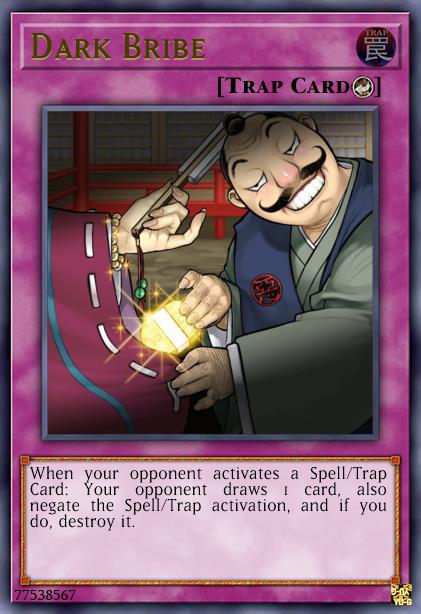 Dark Bribe
TRAP
罠
[Trap Card]
When your opponent activates a Spell/Trap
Card: Your opponent draws 1 card, also
negate the Spell/Trap activation, and if you
do, destroy it.
77538567